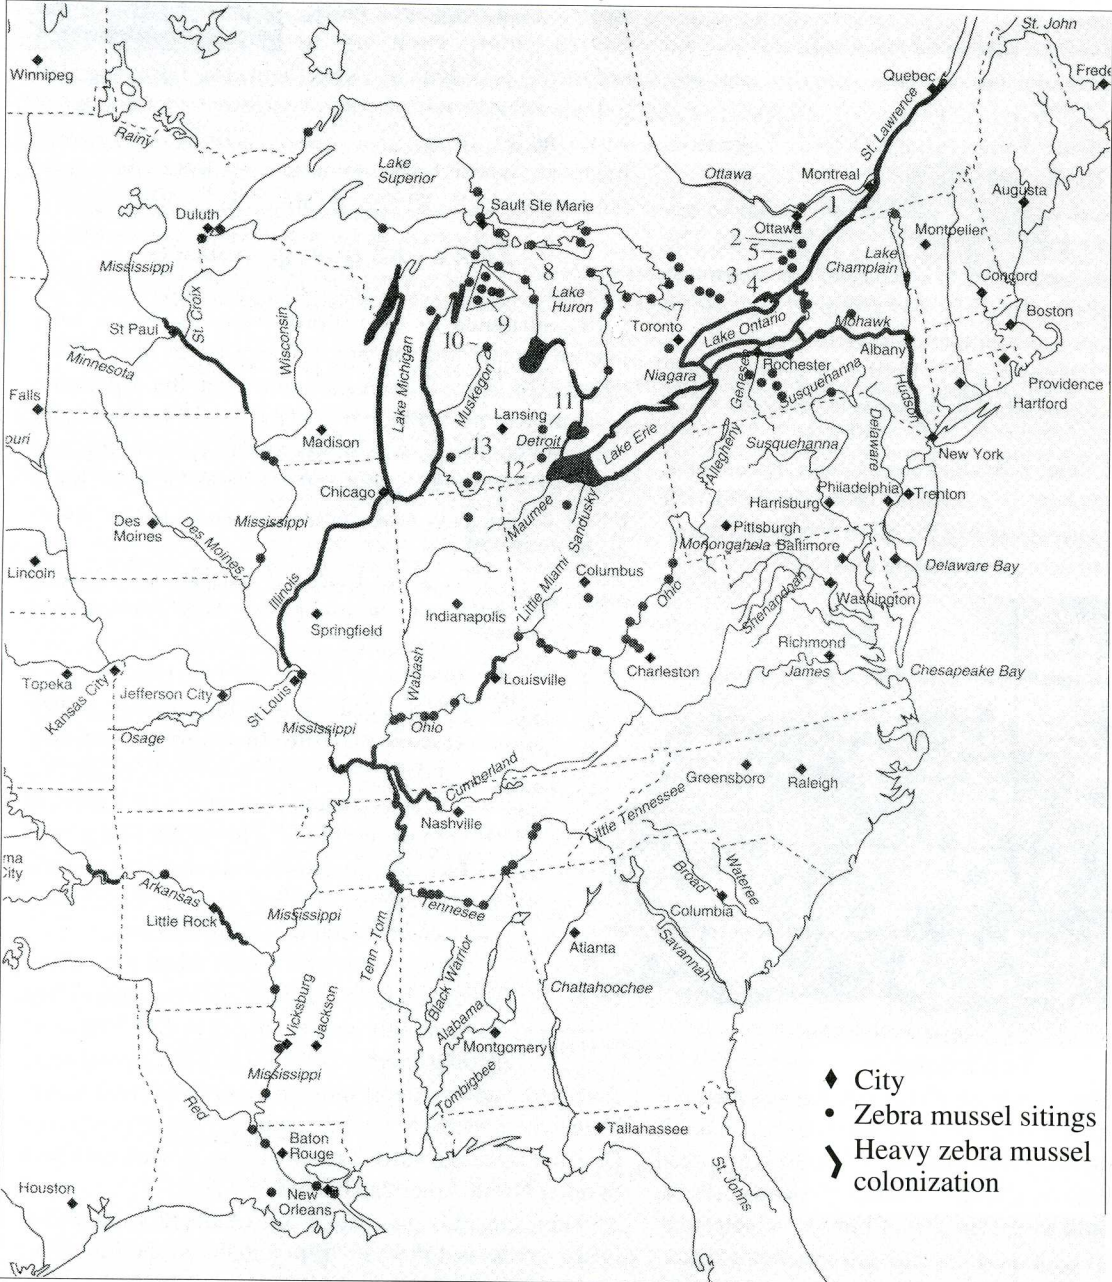 St. John
Winnipeg
Quebec
Frede
Rainy
St. Lawrence
Lake
Superior
Ottawa
Montreal
Augusta
Sault Ste Marie
1
Duluth
Ottawa
2
Montpelier
5
Lake
Champlain
Mississippi
8
3
4
Concord
St. Croix
Lake
Huron
9
7
Boston
St Paul
Toronto
Lake Ontario
Mohawk
Wisconsin
10
Albany
Minnesota
Lake Michigan
Rochester
Niagara
Genesee
Susquehanna
Providence
Falls
Muskegon
Hudson
Hartford
11
Lansing
Delaware
ouri
Madison
Detroit
Lake Erie
Susquehanna
13
12
Allegheny
New York
Chicago
Philadelphia
Trenton
Harrisburg
Des
Moines
Des Moines
Mississippi
Maumee
Sandusky
Pittsburgh
Monongahela
Baltimore
Lincoln
Illinois
Little Miami
Columbus
Delaware Bay
Ohio
Shenandoah
Washington
Indianapolis
Springfield
Richmond
Topeka
Kansas City
Jefferson City
St Louis
Wabash
Louisville
Charleston
James
Chesapeake Bay
Osage
Mississippi
Ohio
Cumberland
Greensboro
Raleigh
Nashville
Little Tennessee
ma
City
Arkansas
Broad
Wateree
Little Rock
Mississippi
Tennesee
Columbia
Tenn-Tom
Atlanta
Savannah
Black Warrior
Chattahoochee
Vicksburg
Jackson
Alabama
Montgomery
Mississippi
Tombigbee
Red
Tallahassee
Baton
Rouge
St. Johns
Houston
New
Orleans
City
Zebra mussel sitings
Heavy zebra mussel
colonization